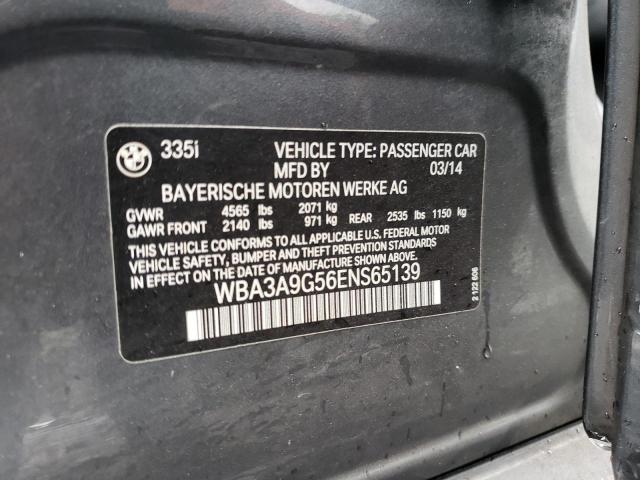 335i VEHICLE TYPE: PASSENGER CAR
MFD BY 03/14
BAYERISCHE MOTOREN WERKE AG
GVWR 4565 lbs 2071 kg
GAWR FRONT 2140 lbs 971 kg REAR 2535 lbs 1150 kg
THIS VEHICLE CONFORMS TO ALL APPLICABLE U.S. FEDERAL MOTOR
VEHICLE SAFETY, BUMPER AND THEFT PREVENTION STANDARDS
IN EFFECT ON THE DATE OF MANUFACTURE SHOWN ABOVE.
WBA3A9G56ENS65139
2 122 606